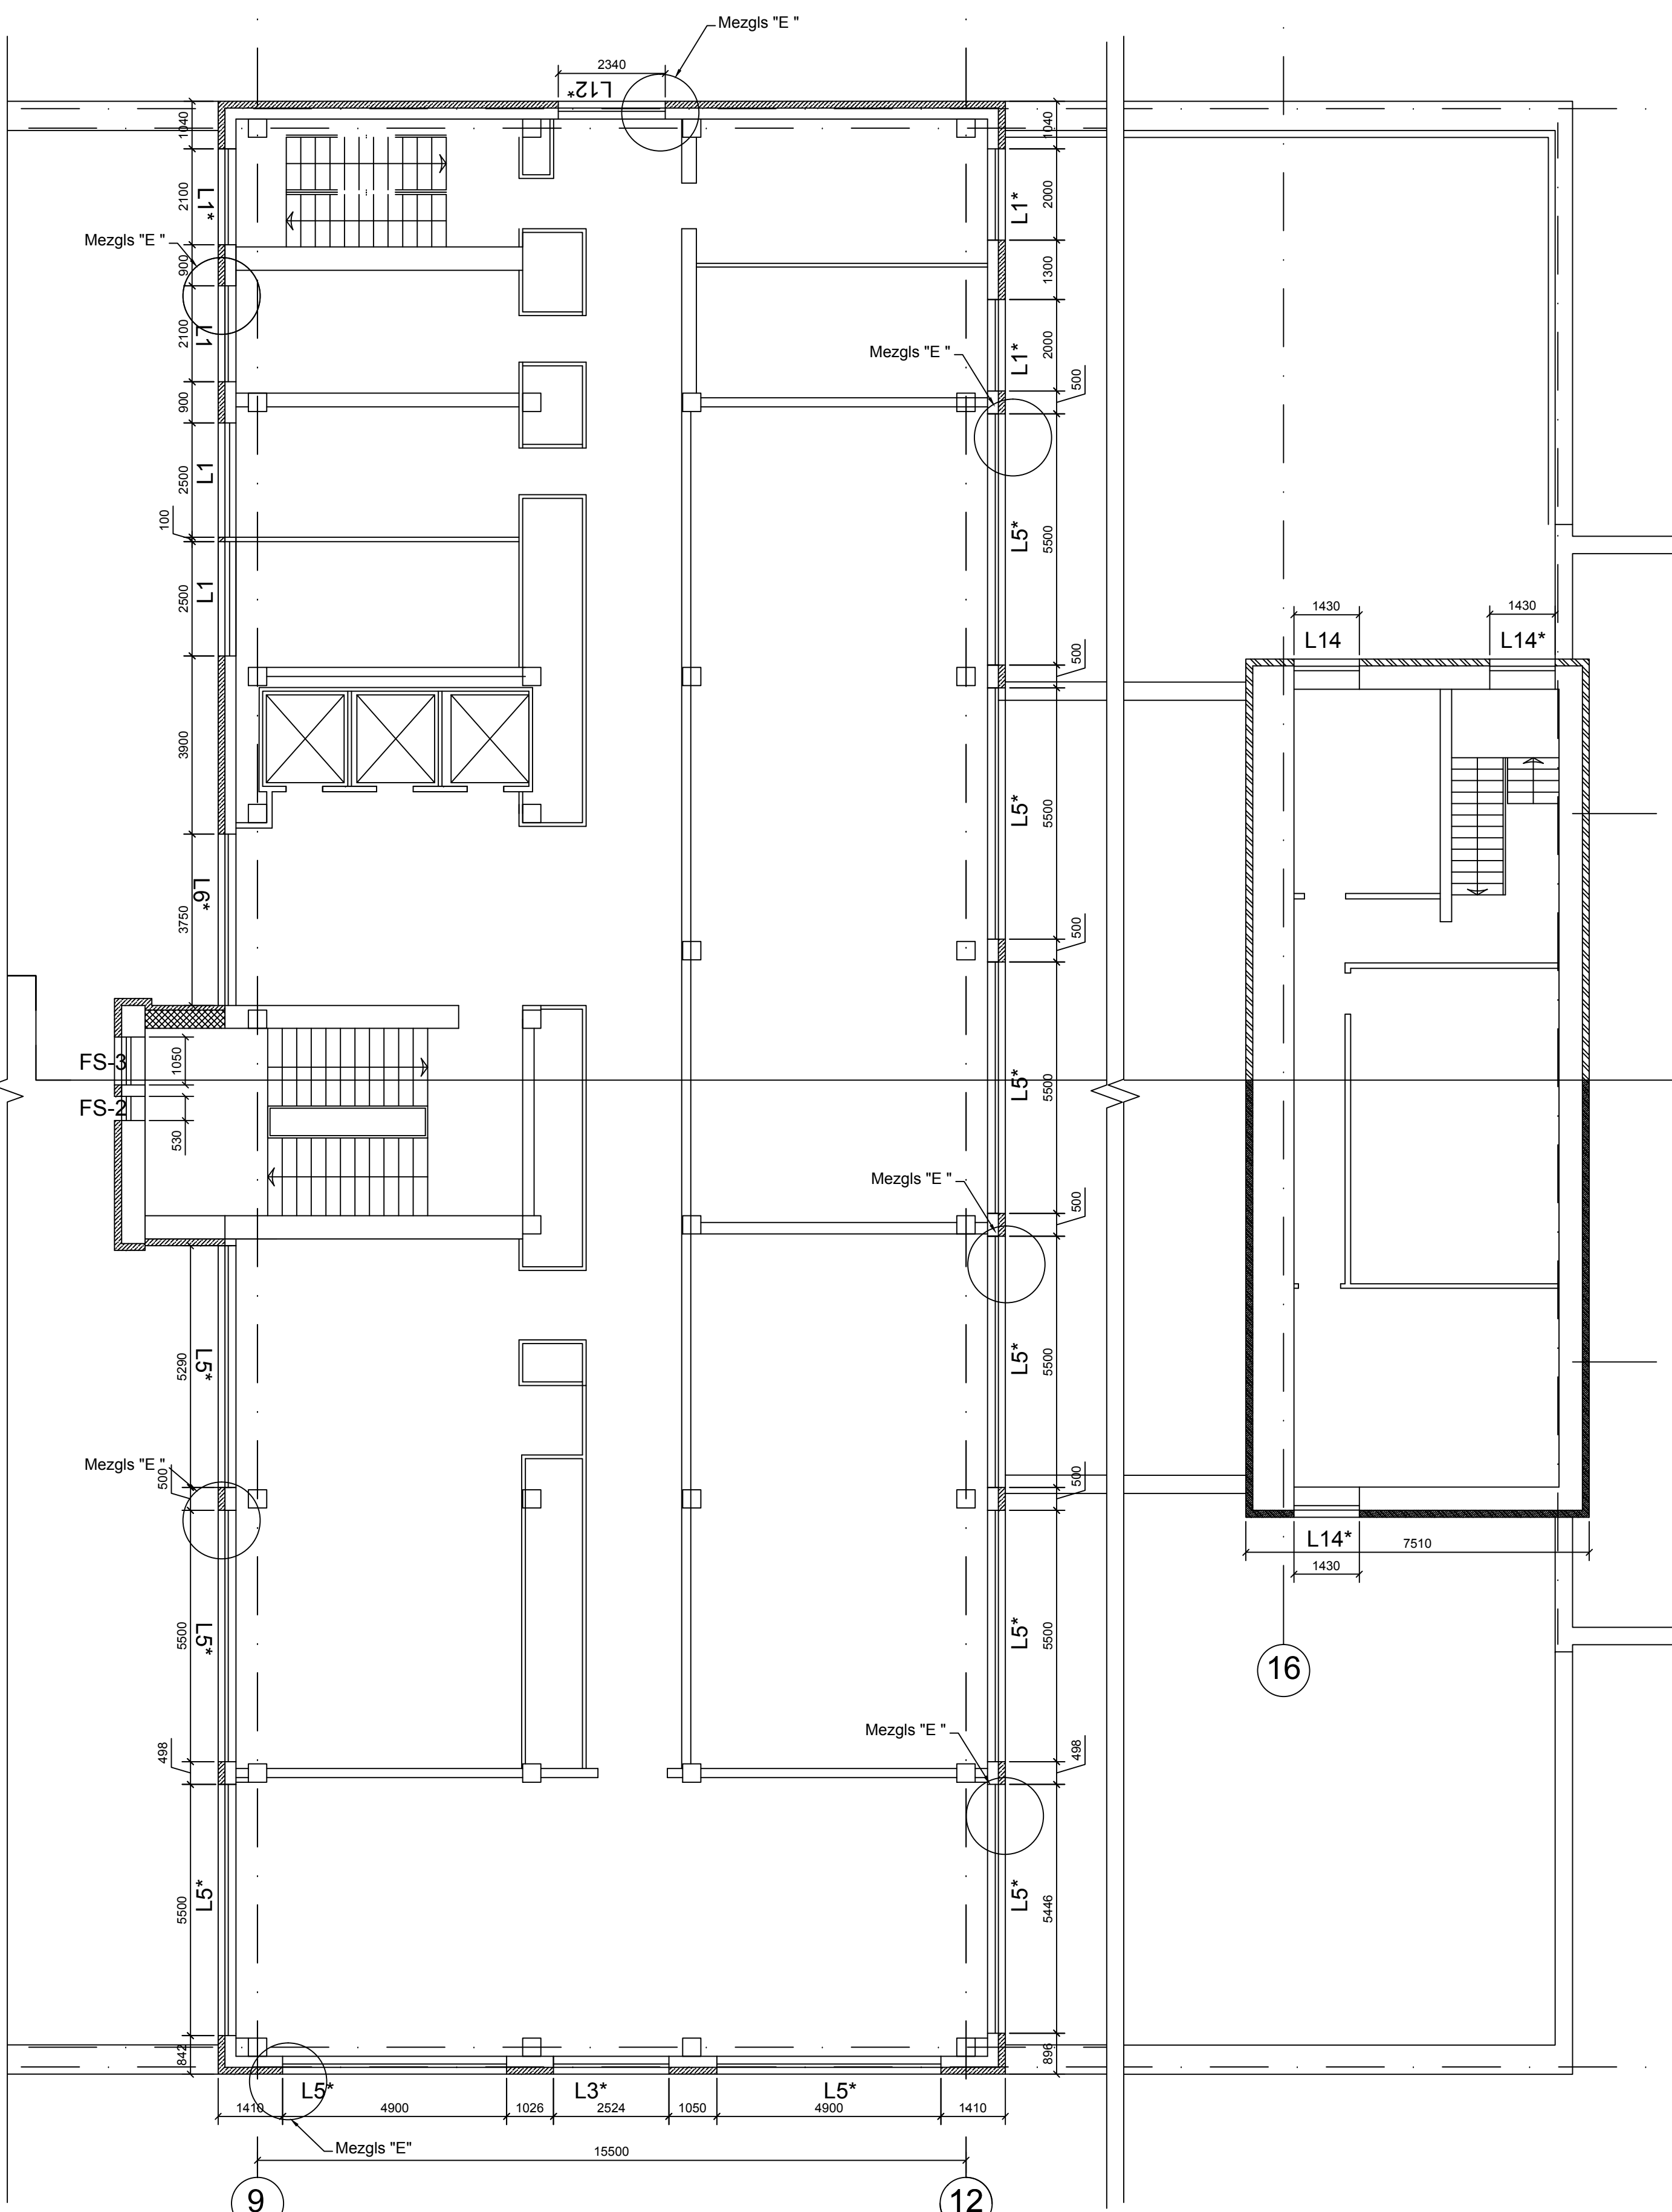 Mezgls "E "
2340
L12*
1040
1040
2100
L1*
L1*
2000
Mezgls "E "
900
1300
2100
L1
Mezgls "E "
L1*
2000
500
900
2500
L1
100
L5*
5500
2500
L1
1430
1430
L14
L14*
500
3900
L5*
5500
L6*
3750
500
FS-3
1050
L5*
5500
FS-2
530
Mezgls "E "
500
5290
L5*
L5*
5500
Mezgls "E "
500
500
L14*
7510
1430
5500
L5*
L5*
5500
16
Mezgls "E "
498
498
5500
L5*
L5*
5446
842
896
L5*
L3*
L5*
1410
4900
1026
2524
1050
4900
1410
Mezgls "E"
15500
9
12